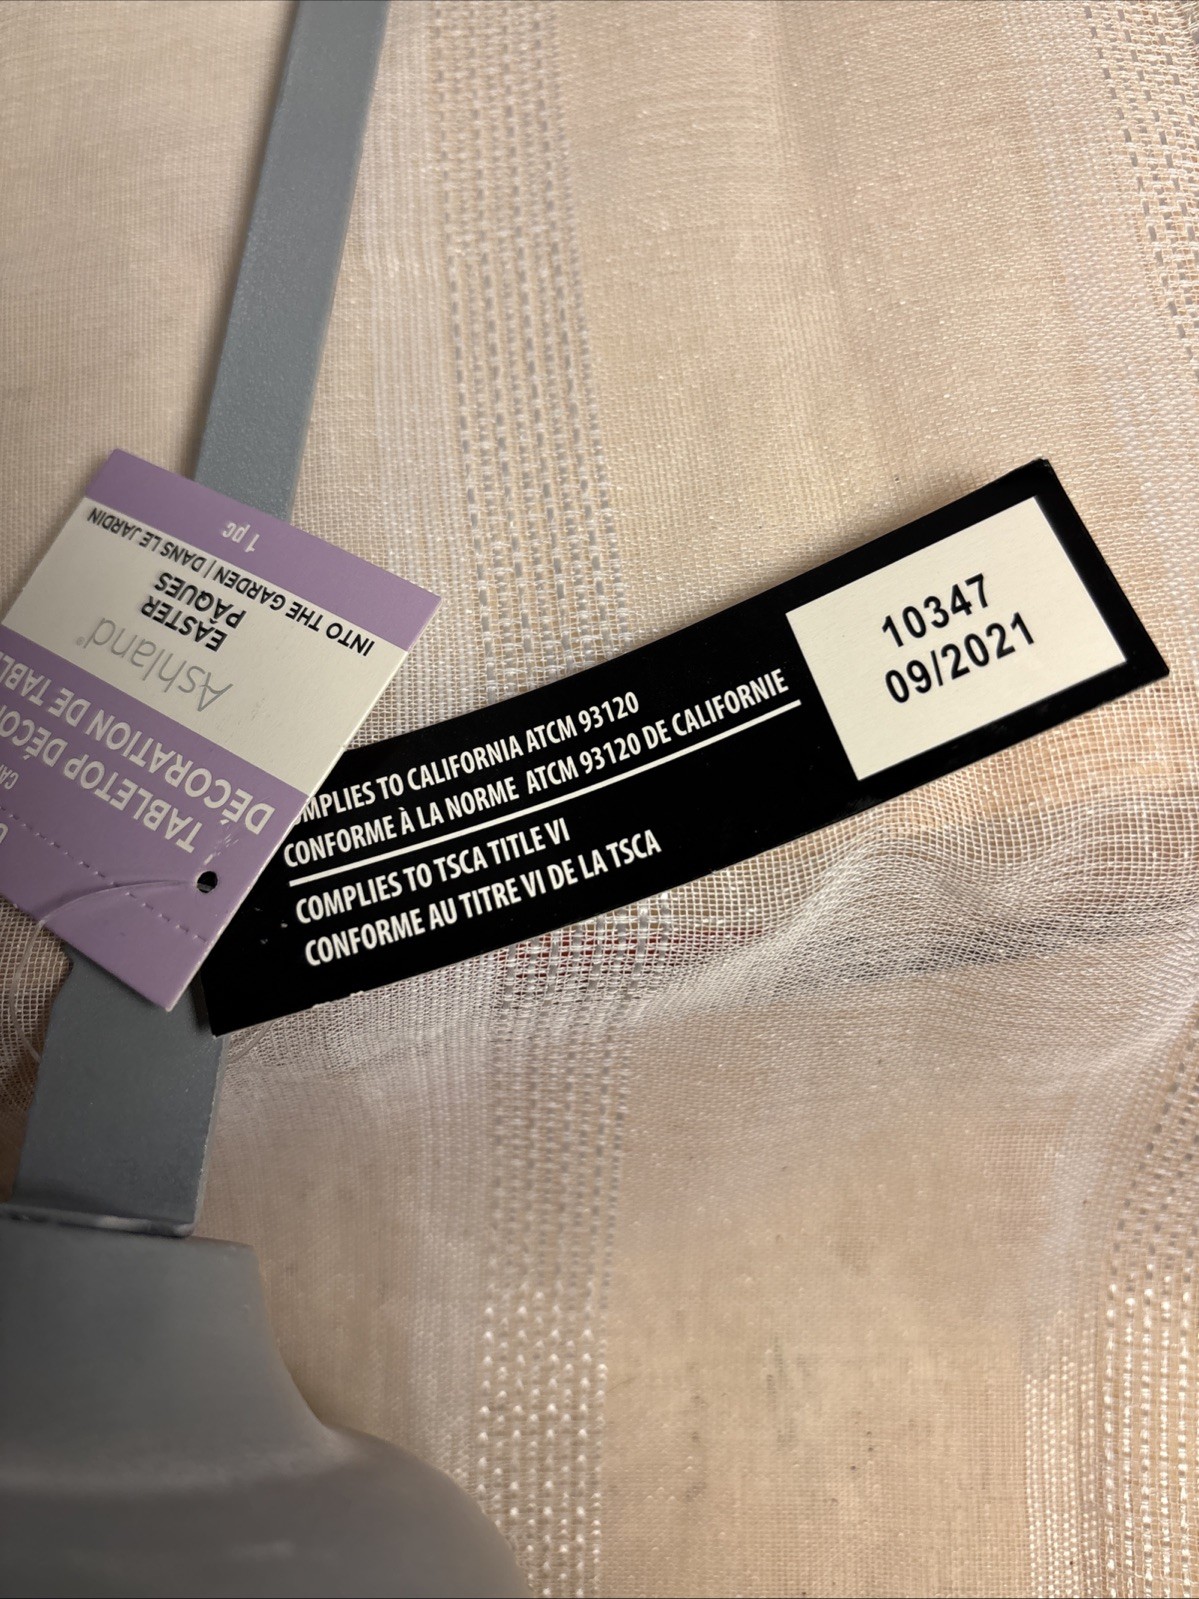 TABLETOP DÉCOR
DÉCORATION DE TABLE
Ashland®
EASTER
PÂQUES
INTO THE GARDEN | DANS LE JARDIN
1 pc
COMPLIES TO CALIFORNIA ATCM 93120
CONFORME À LA NORME ATCM 93120 DE CALIFORNIE
COMPLIES TO TSCA TITLE VI
CONFORME AU TITRE VI DE LA TSCA
10347
09/2021